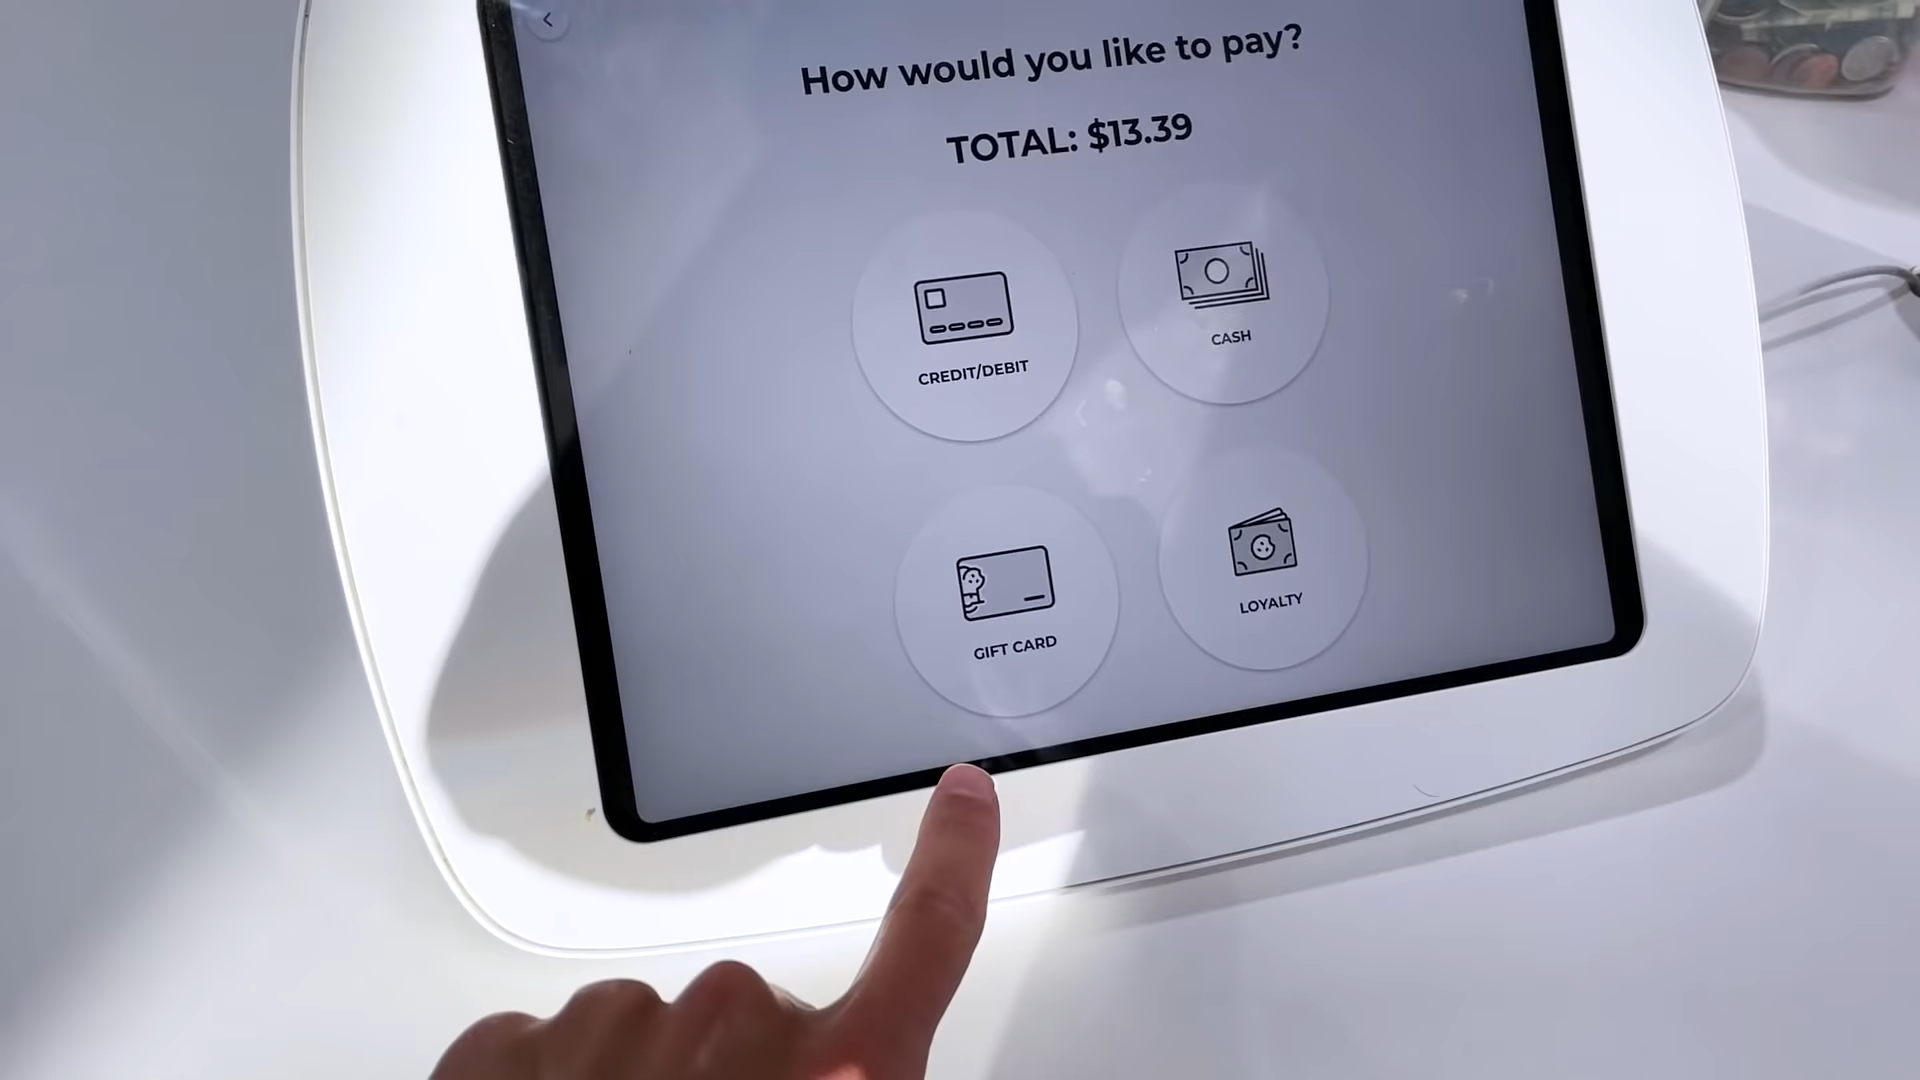 How would you like to pay?
TOTAL: $13.39
CREDIT/DEBIT
CASH
GIFT CARD
LOYALTY